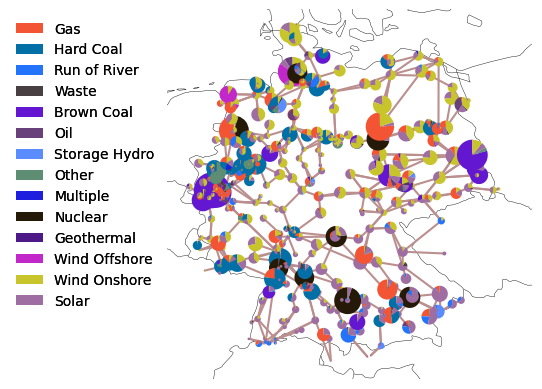 Gas
Hard Coal
Run of River
Waste
Brown Coal
Oil
Storage Hydro
Other
Multiple
Nuclear
Geothermal
Wind Offshore
Wind Onshore
Solar